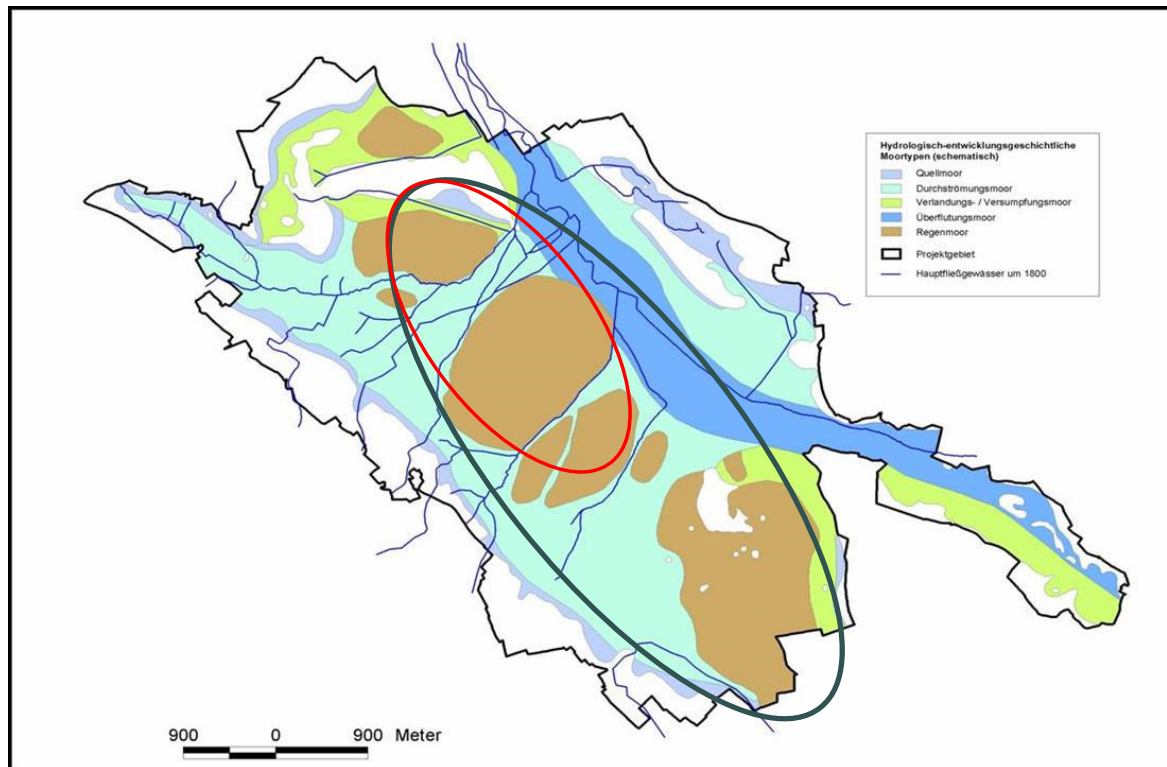 Hydrologisch-entwicklungsgeschichtliche
Moortypen (schematisch)
Quellmoor
Durchströmungsmoor
Verlandungs- / Versumpfungsmoor
Überflutungsmoor
Regenmoor
Projektgebiet
Hauptfließgewässer um 1800
900 0 900 Meter